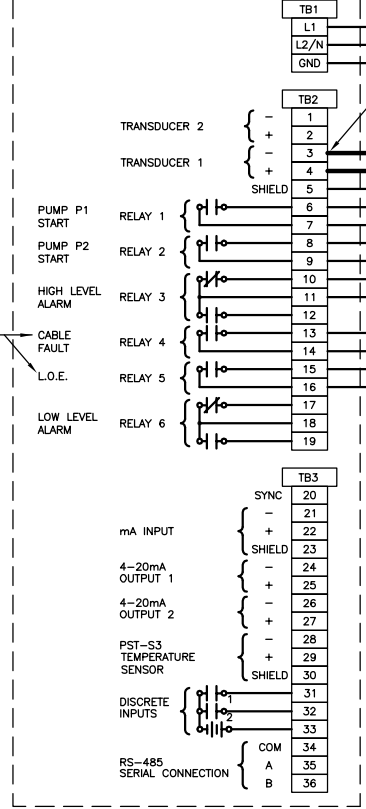 TB1
L1
L2/N
GND
TB2
TRANSDUCER 2
- 1
+ 2
TRANSDUCER 1
- 3
+ 4
SHIELD 5
PUMP P1
START
RELAY 1
6
7
PUMP P2
START
RELAY 2
8
9
HIGH LEVEL
ALARM
RELAY 3
10
11
12
CABLE
FAULT
RELAY 4
13
14
L.O.E.
RELAY 5
15
16
LOW LEVEL
ALARM
RELAY 6
17
18
19
TB3
SYNC 20
mA INPUT
- 21
+ 22
SHIELD 23
4-20mA
OUTPUT 1
- 24
+ 25
4-20mA
OUTPUT 2
- 26
+ 27
PST-S3
TEMPERATURE
SENSOR
- 28
+ 29
SHIELD 30
DISCRETE
INPUTS
1 31
2 32
33
RS-485
SERIAL CONNECTION
COM 34
A 35
B 36